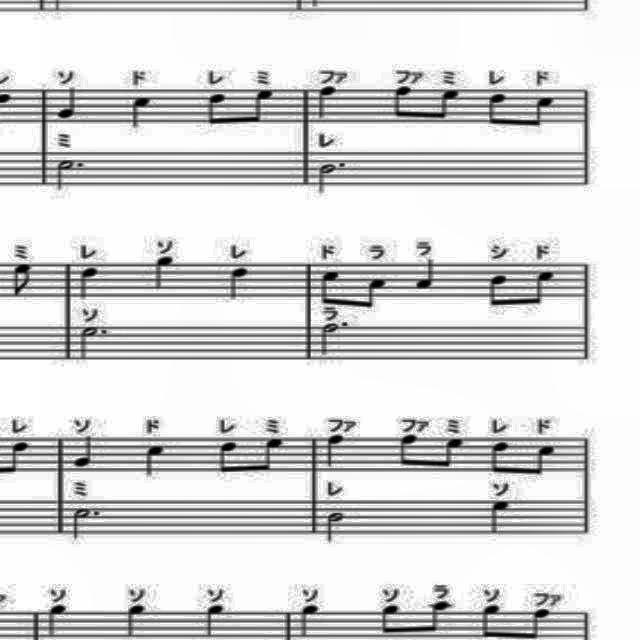 ソ ド レ ミ ファ ファ ミ レ ド
ミ レ
ミ レ ソ レ ド ラ ラ シ ド
ソ ラ
レ ソ ド レ ミ ファ ファ ミ レ ド
ミ レ ソ
ソ ソ ソ ソ ソ ラ ソ ファ